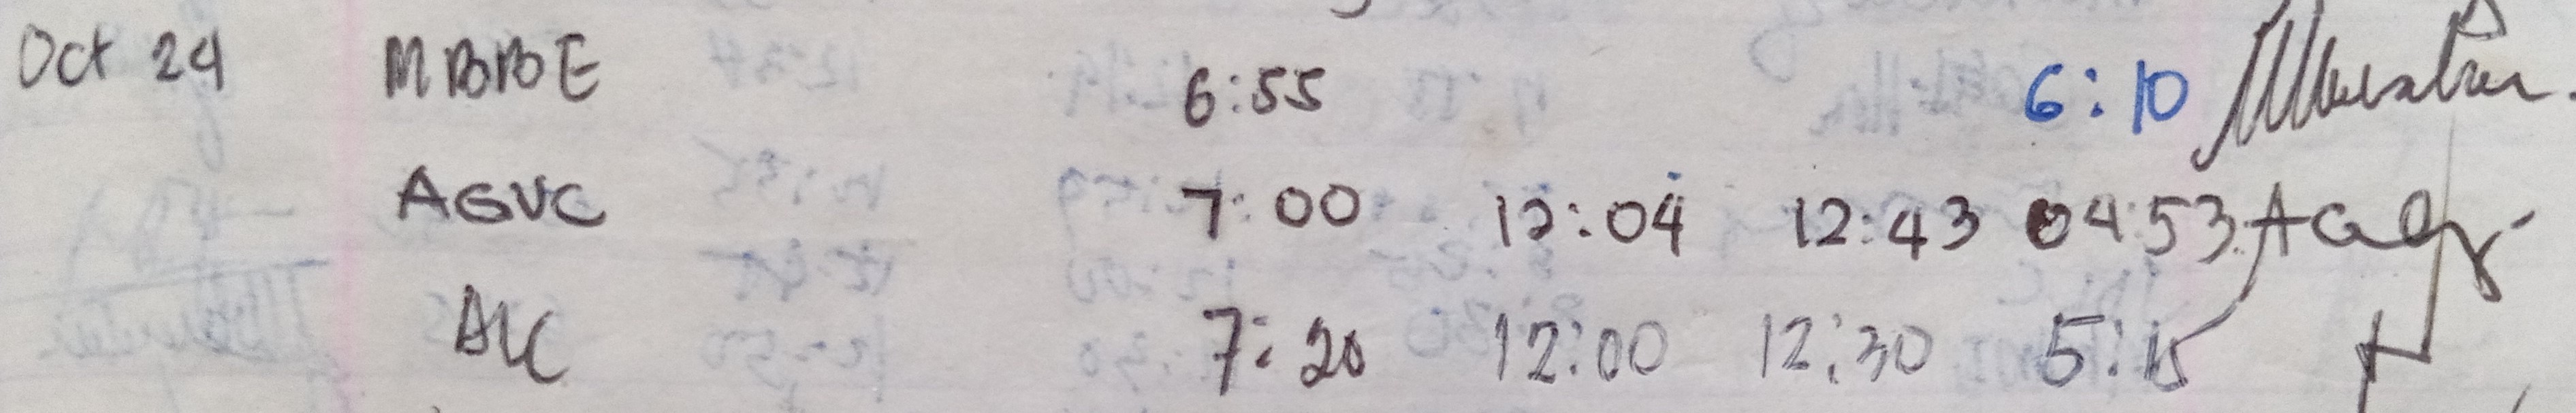 Oct 24 MBBE 6:55 6:10
AGVC 7:00 12:04 12:43 04:53
ALC 7:20 12:00 12:30 5:15